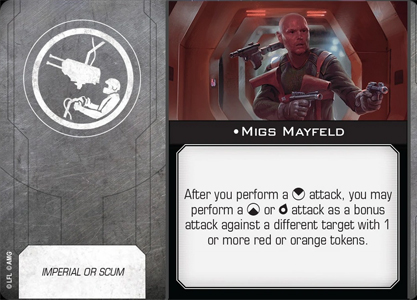 •Migs Mayfeld
After you perform a attack, you may
perform a or attack as a bonus
attack against a different target with 1
or more red or orange tokens.
IMPERIAL OR SCUM
© LFL © AMG